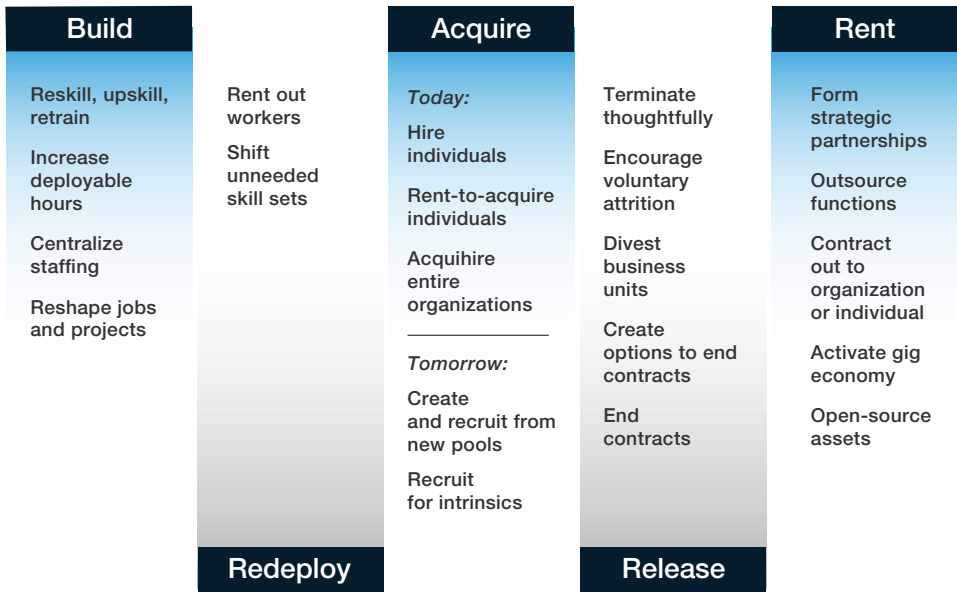 Build
Reskill, upskill,
retrain
Increase
deployable
hours
Centralize
staffing
Reshape jobs
and projects
Rent out
workers
Shift
unneeded
skill sets
Redeploy
Acquire
Today:
Hire
individuals
Rent-to-acquire
individuals
Acquihire
entire
organizations
Tomorrow:
Create
and recruit from
new pools
Recruit
for intrinsics
Terminate
thoughtfully
Encourage
voluntary
attrition
Divest
business
units
Create
options to end
contracts
End
contracts
Release
Rent
Form
strategic
partnerships
Outsource
functions
Contract
out to
organization
or individual
Activate gig
economy
Open-source
assets